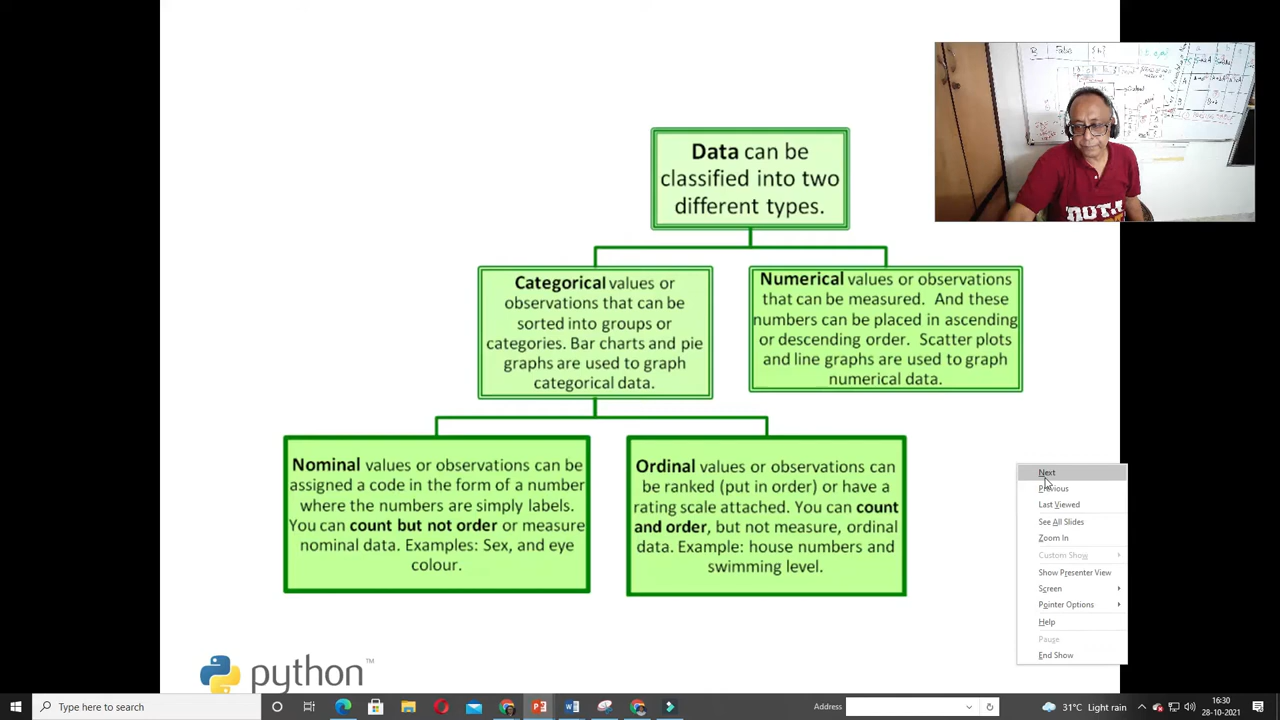 Data can be
classified into two
different types.
Categorical values or
observations that can be
sorted into groups or
categories. Bar charts and pie
graphs are used to graph
categorical data.
Numerical values or observations
that can be measured. And these
numbers can be placed in ascending
or descending order. Scatter plots
and line graphs are used to graph
numerical data.
Nominal values or observations can be
assigned a code in the form of a number
where the numbers are simply labels.
You can count but not order or measure
nominal data. Examples: Sex, and eye
colour.
Ordinal values or observations can
be ranked (put in order) or have a
rating scale attached. You can count
and order, but not measure, ordinal
data. Example: house numbers and
swimming level.
Next
Previous
Last Viewed
See All Slides
Zoom In
Custom Show
Show Presenter View
Screen
Pointer Options
Help
Pause
End Show
python™
Type here to search
Address
31°C Light rain
16:30
28-10-2021